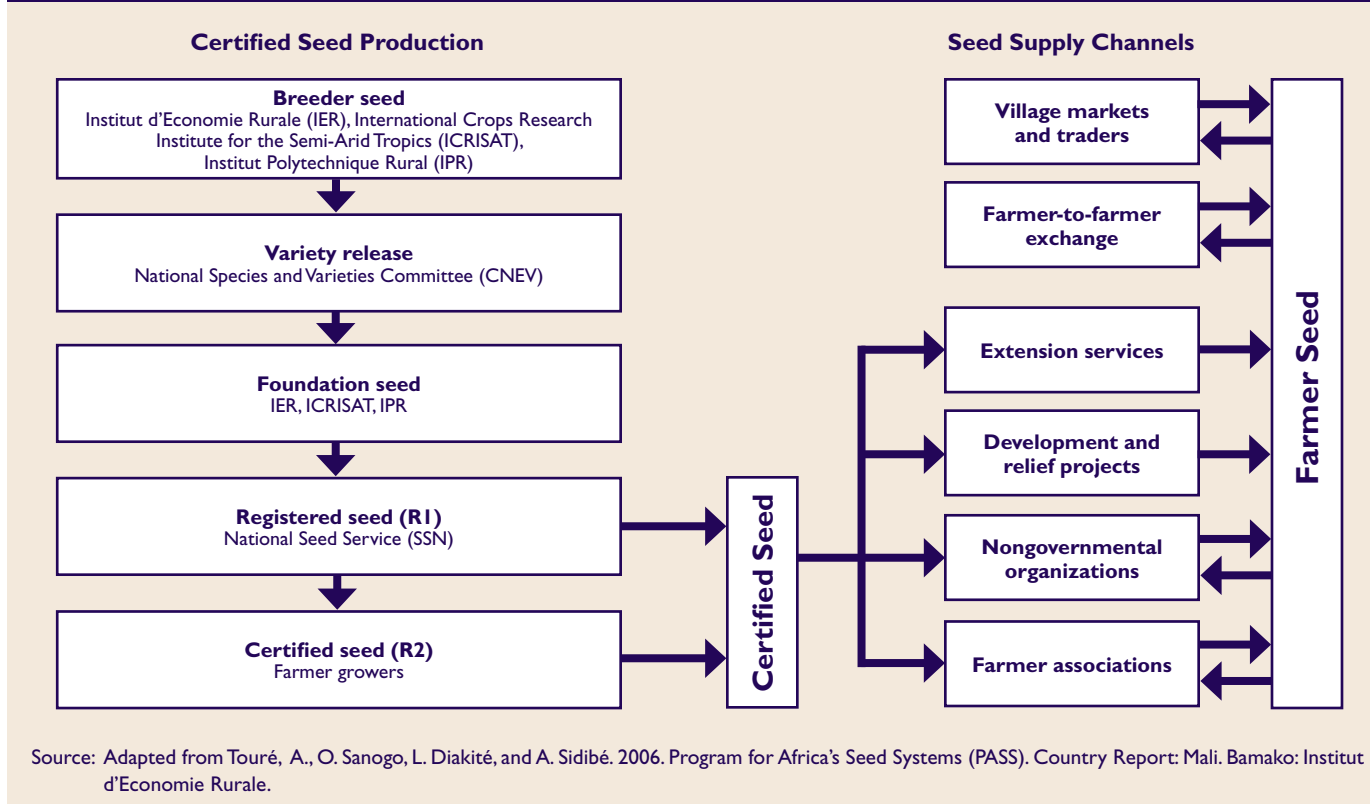 Certified Seed Production
Breeder seed
Institut d'Economie Rurale (IER), International Crops Research
Institute for the Semi-Arid Tropics (ICRISAT),
Institut Polytechnique Rural (IPR)
Variety release
National Species and Varieties Committee (CNEV)
Foundation seed
IER, ICRISAT, IPR
Registered seed (R1)
National Seed Service (SSN)
Certified seed (R2)
Farmer growers
Certified Seed
Seed Supply Channels
Village markets
and traders
Farmer-to-farmer
exchange
Extension services
Development and
relief projects
Nongovernmental
organizations
Farmer associations
Farmer Seed
Source: Adapted from Touré, A., O. Sanogo, L. Diakité, and A. Sidibé. 2006. Program for Africa's Seed Systems (PASS). Country Report: Mali. Bamako: Institut
d'Economie Rurale.